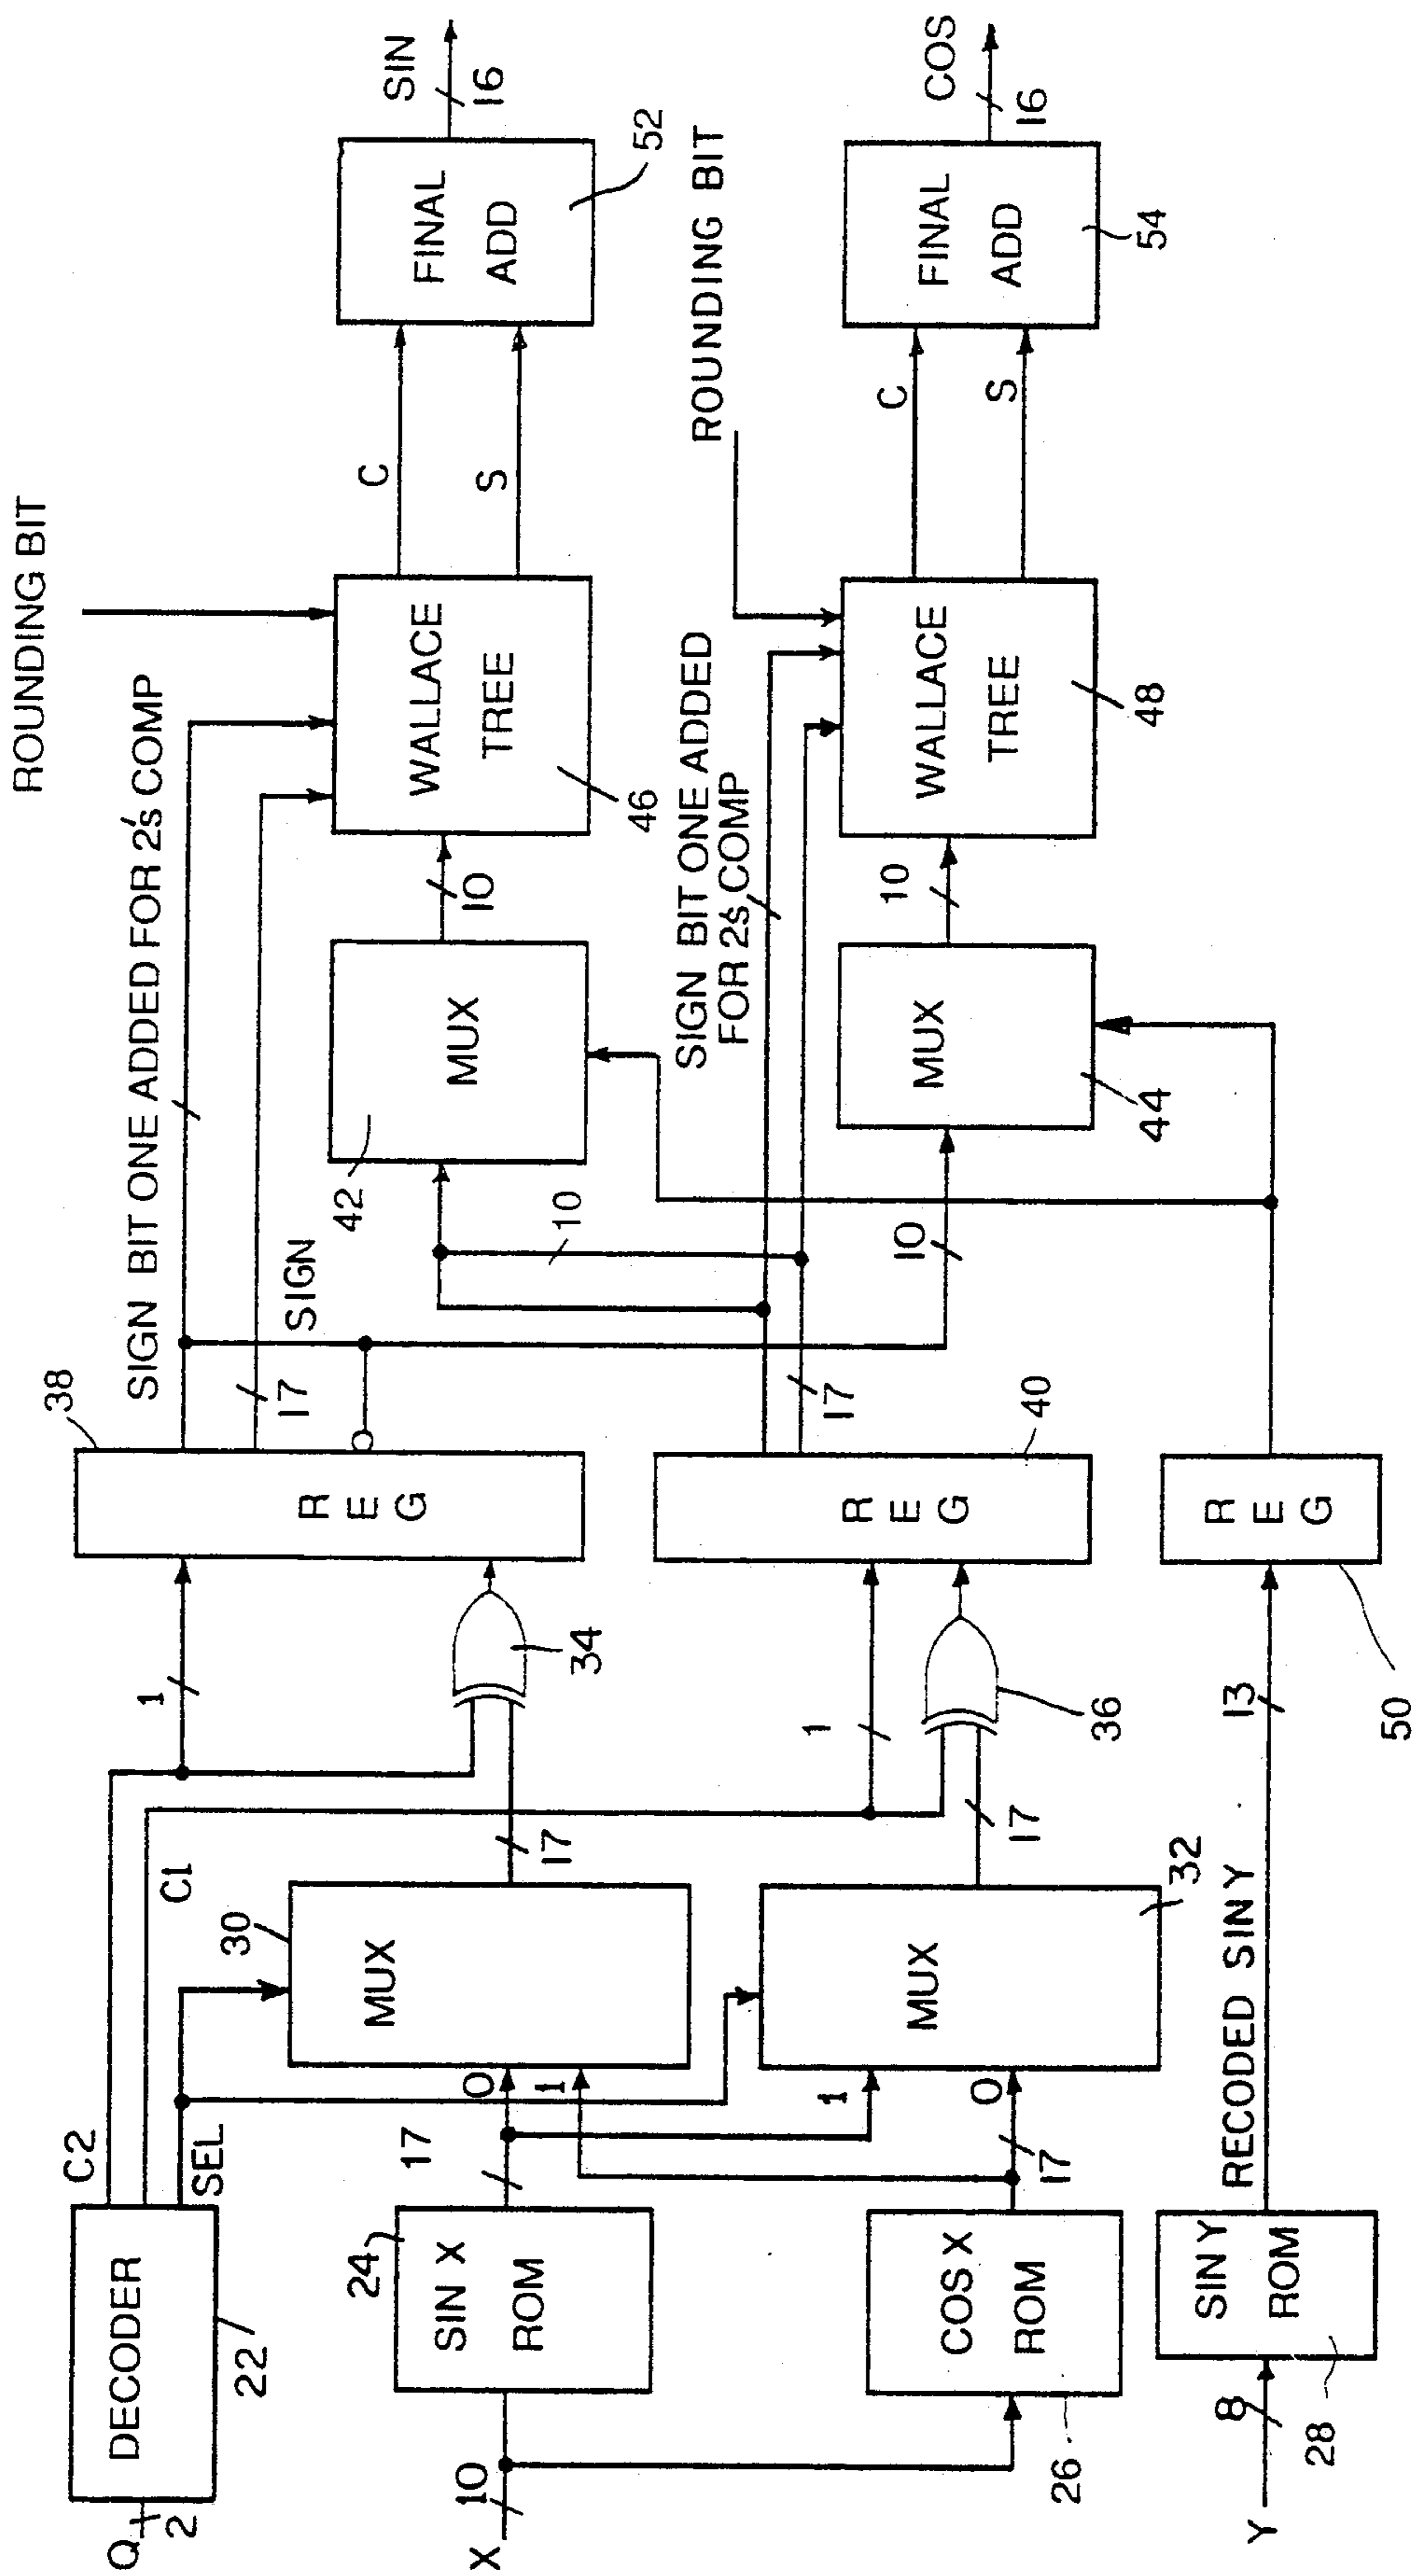 Q
2
DECODER
22
C2
C1
SEL
X
10
24
SIN X
ROM
17
0
1
30
MUX
17
COS X
ROM
26
17
1
0
MUX
32
17
Y
8
SIN Y
ROM
28
RECODED SIN Y
13
1
34
1
36
38
REG
REG
40
REG
50
SIGN BIT ONE ADDED FOR 2's COMP
17
SIGN
17
10
10
42
MUX
10
MUX
44
10
SIGN BIT ONE ADDED
FOR 2's COMP
ROUNDING BIT
WALLACE
TREE
46
ROUNDING BIT
WALLACE
TREE
48
C
S
C
S
FINAL
ADD
52
FINAL
ADD
54
SIN
16
COS
16